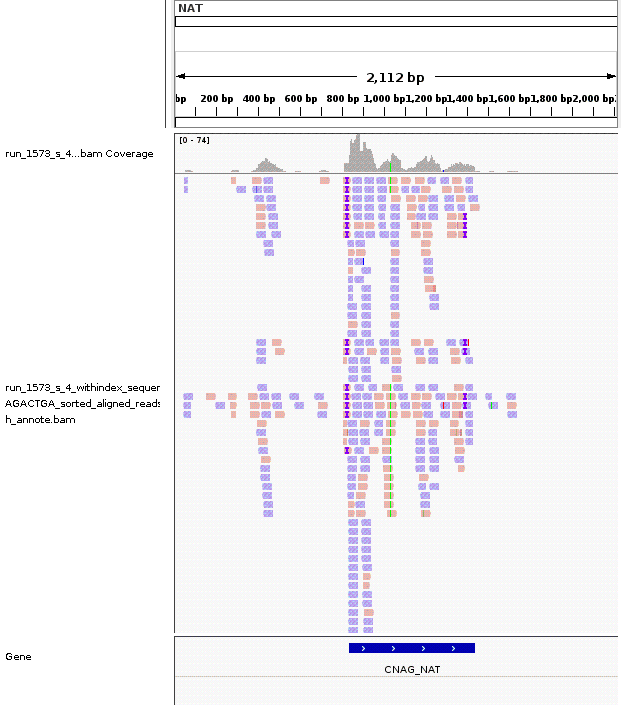 NAT
2,112 bp
bp 200 bp 400 bp 600 bp 800 bp 1,000 bp 1,200 bp 1,400 bp 1,600 bp 1,800 bp 2,000 bp
run_1573_s_4...bam Coverage
[0 - 74]
run_1573_s_4_withindex_sequer
AGACTGA_sorted_aligned_reads
h_annote.bam
Gene
CNAG_NAT